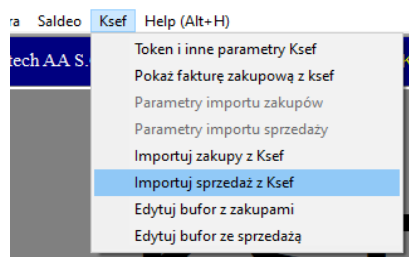 ra Saldeo Ksef Help (Alt+H)
tech AA S.
Token i inne parametry Ksef
Pokaż fakturę zakupową z ksef
Parametry importu zakupów
Parametry importu sprzedaży
Importuj zakupy z Ksef
Importuj sprzedaż z Ksef
Edytuj bufor z zakupami
Edytuj bufor ze sprzedażą